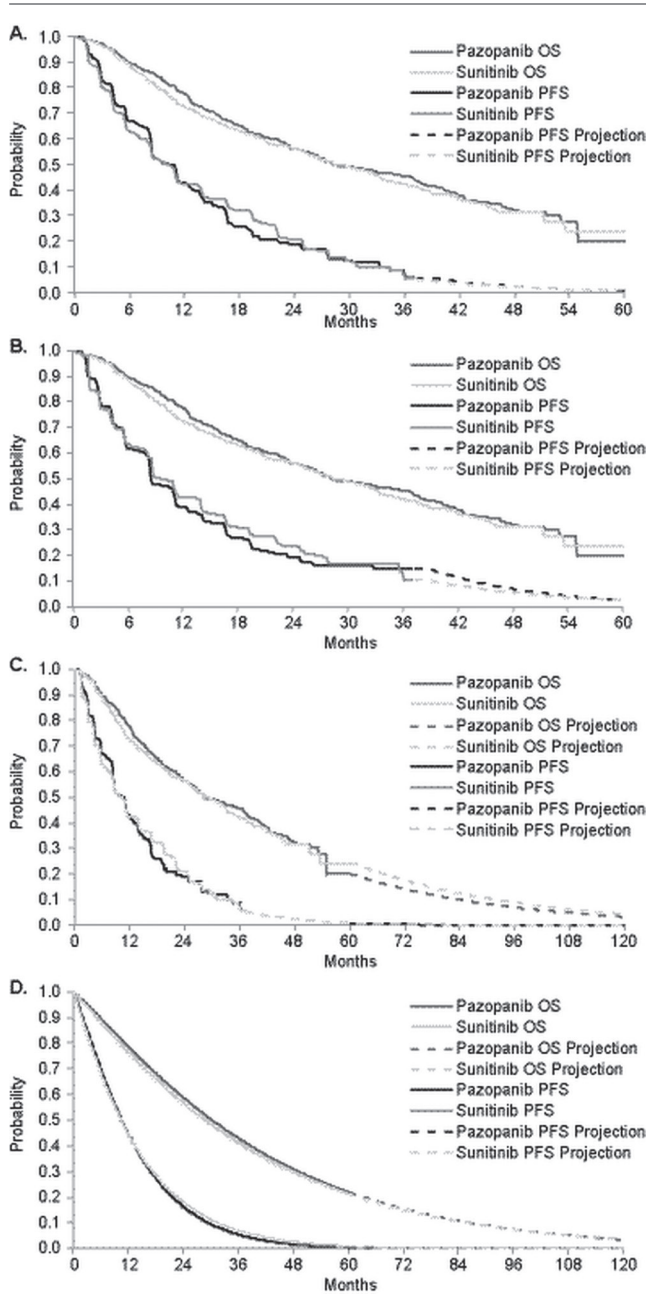 A.
1.0
0.9
0.8
0.7
0.6
0.5
0.4
0.3
0.2
0.1
0.0
Probability
Pazopanib OS
Sunitinib OS
Pazopanib PFS
Sunitinib PFS
Pazopanib PFS Projection
Sunitinib PFS Projection
0 6 12 18 24 30 36 42 48 54 60
Months
B.
1.0
0.9
0.8
0.7
0.6
0.5
0.4
0.3
0.2
0.1
0.0
Probability
Pazopanib OS
Sunitinib OS
Pazopanib PFS
Sunitinib PFS
Pazopanib PFS Projection
Sunitinib PFS Projection
0 6 12 18 24 30 36 42 48 54 60
Months
C.
1.0
0.9
0.8
0.7
0.6
0.5
0.4
0.3
0.2
0.1
0.0
Probability
Pazopanib OS
Sunitinib OS
Pazopanib OS Projection
Sunitinib OS Projection
Pazopanib PFS
Sunitinib PFS
Pazopanib PFS Projection
Sunitinib PFS Projection
0 12 24 36 48 60 72 84 96 108 120
Months
D.
1.0
0.9
0.8
0.7
0.6
0.5
0.4
0.3
0.2
0.1
0.0
Probability
Pazopanib OS
Sunitinib OS
Pazopanib OS Projection
Sunitinib OS Projection
Pazopanib PFS
Sunitinib PFS
Pazopanib PFS Projection
Sunitinib PFS Projection
0 12 24 36 48 60 72 84 96 108 120
Months